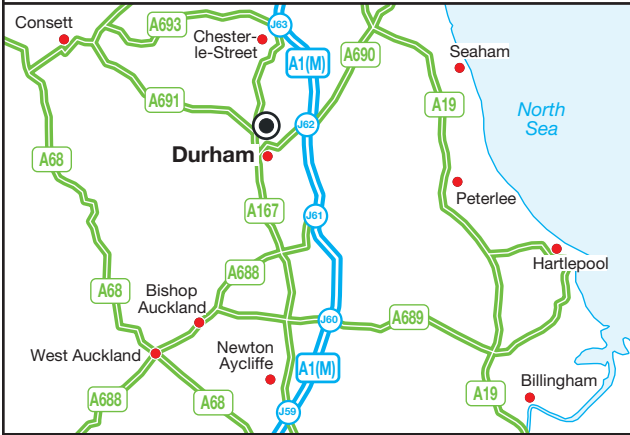 Consett
A693
Chester-
le-Street
J63
A1(M)
A690
Seaham
A691
A19
North
Sea
J62
A68
Durham
Peterlee
A167
J61
Hartlepool
A688
A68
Bishop
Auckland
J60
A689
West Auckland
Newton
Aycliffe
A1(M)
Billingham
A688
A68
J59
A19